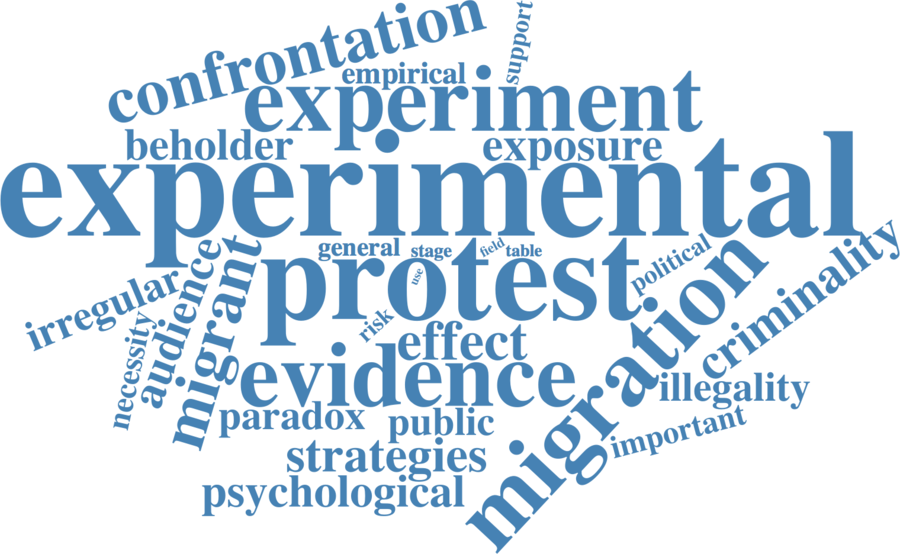 confrontation
support
empirical
experiment
beholder
exposure
experimental
general
stage
field
table
political
protest
use
irregular
audience
migrant
necessity
risk
effect
migration
criminality
evidence
illegality
paradox
public
important
strategies
psychological